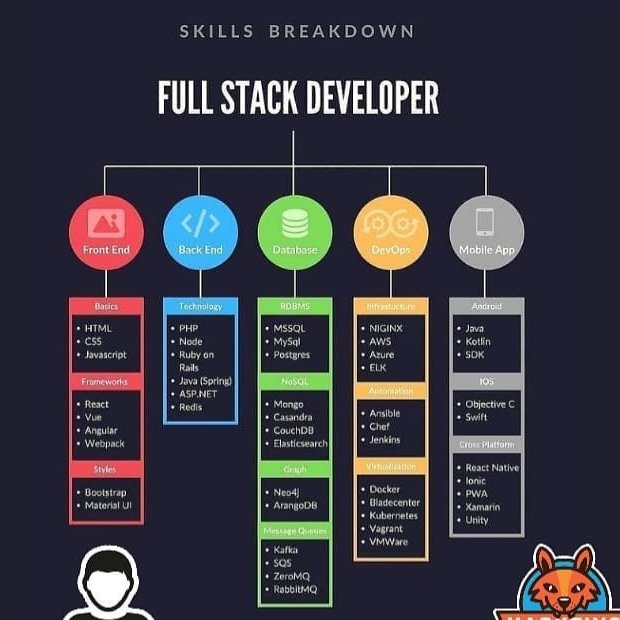 SKILLS BREAKDOWN
FULL STACK DEVELOPER
Front End
Basics
• HTML
• CSS
• Javascript
Frameworks
• React
• Vue
• Angular
• Webpack
Styles
• Bootstrap
• Material UI
Back End
Technology
• PHP
• Node
• Ruby on
Rails
• Java (Spring)
• ASP.NET
• Redis
Database
RDBMS
• MSSQL
• MySql
• Postgres
NoSQL
• Mongo
• Casandra
• CouchDB
• Elasticsearch
Graph
• Neo4j
• ArangoDB
Message Queues
• Kafka
• SQS
• ZeroMQ
• RabbitMQ
DevOps
Infrastucture
• NIGINX
• AWS
• Azure
• ELK
Automation
• Ansible
• Chef
• Jenkins
Virtualization
• Docker
• Bladecenter
• Kubernetes
• Vagrant
• VMWare
Mobile App
Android
• Java
• Kotlin
• SDK
IOS
• Objective C
• Swift
Cross Platform
• React Native
• Ionic
• PWA
• Xamarin
• Unity